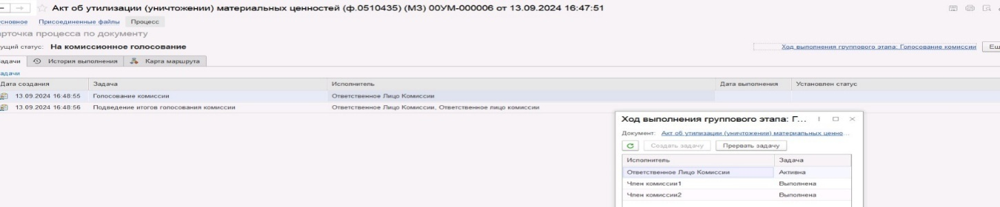 Акт об утилизации (уничтожении) материальных ценностей (ф.0510435) (МЗ) 00УМ-000006 от 13.09.2024 16:47:51
сновное Присоединенные файлы Процесс
арточка процесса по документу
ущий статус: На комиссионное голосование Ход выполнения группового этапа: Голосование комиссии Ещ
адачи История выполнения Карта маршрута
адачи
Дата создания Задача Исполнитель Дата выполнения Установлен статус
13.09.2024 16:48:55 Голосование комиссии Ответственное Лицо Комиссии
13.09.2024 16:48:56 Подведение итогов голосования комиссии Ответственное Лицо Комиссии, Ответственное лицо комиссии
Ход выполнения группового этапа: Г...
Документ: Акт об утилизации (уничтожении) материальных ценно...
Создать задачу Прервать задачу
Исполнитель Задача
Ответственное Лицо Комиссии Активна
Член комиссии1 Выполнена
Член комиссии2 Выполнена